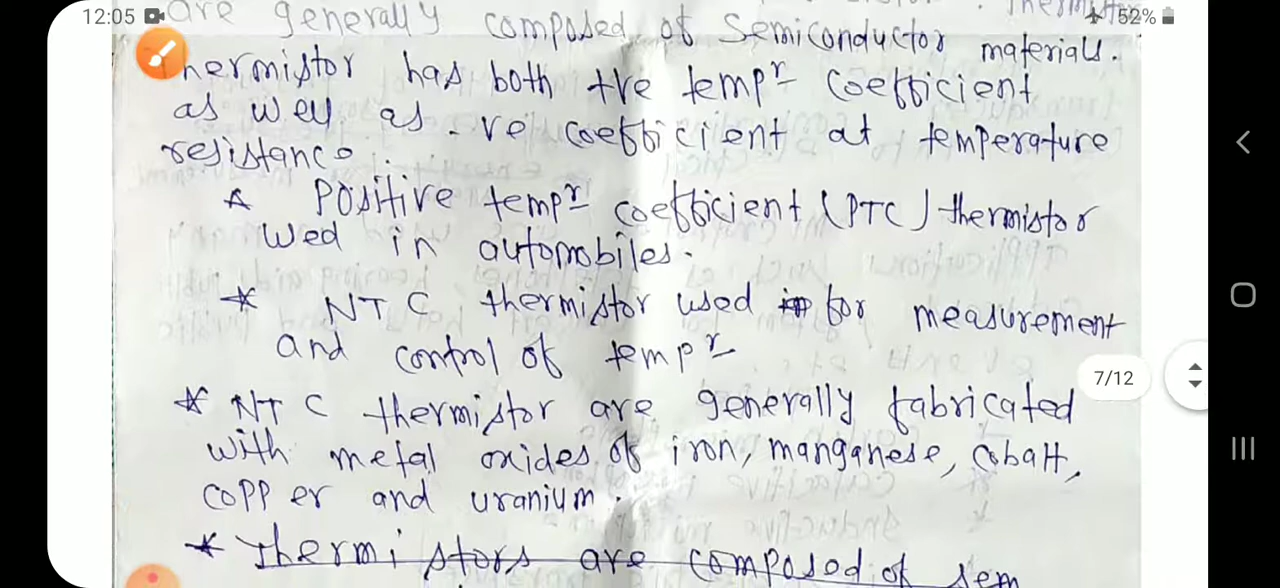 12:05
52%
are generally composed of Semiconductor materials.
Thermistor has both +ve tempr coefficient
as well as -ve coefficient at temperature
resistance.
* Positive tempr coefficient (PTC) thermistor
used in automobiles.
* NTC thermistor used for measurement
and control of tempr
7/12
* NTC thermistor are generally fabricated
with metal oxides of iron, manganese, cobalt,
copper and uranium.
* Thermistors are composed of sem